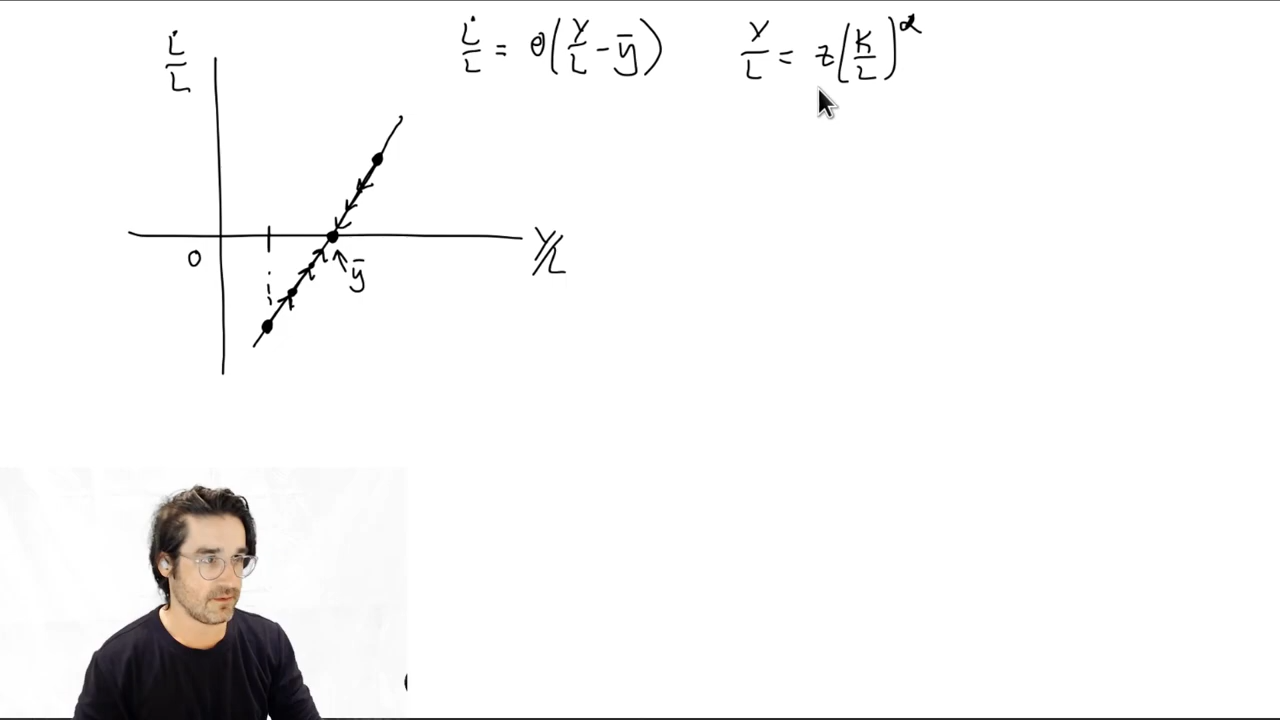 L̇/L = θ(Y/L - ȳ)
Y/L = z(K/L)^α
L̇/L
0
ȳ
Y/L